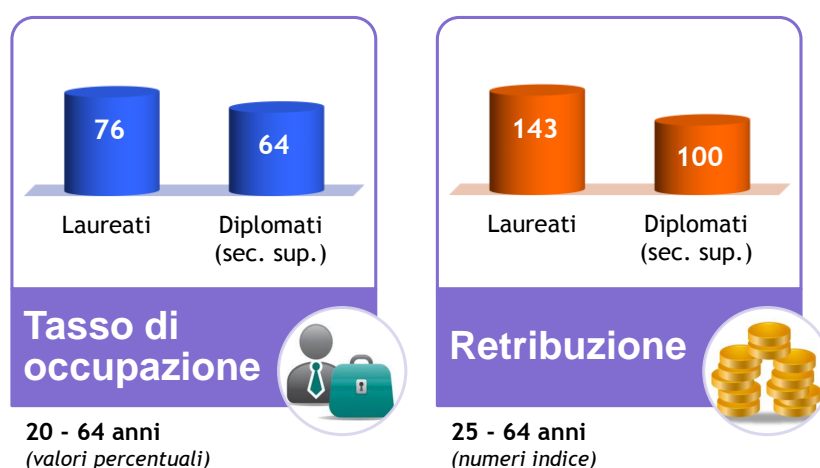 76
64
Laureati
Diplomati
(sec. sup.)
Tasso di
occupazione
20 - 64 anni
(valori percentuali)
143
100
Laureati
Diplomati
(sec. sup.)
Retribuzione
25 - 64 anni
(numeri indice)